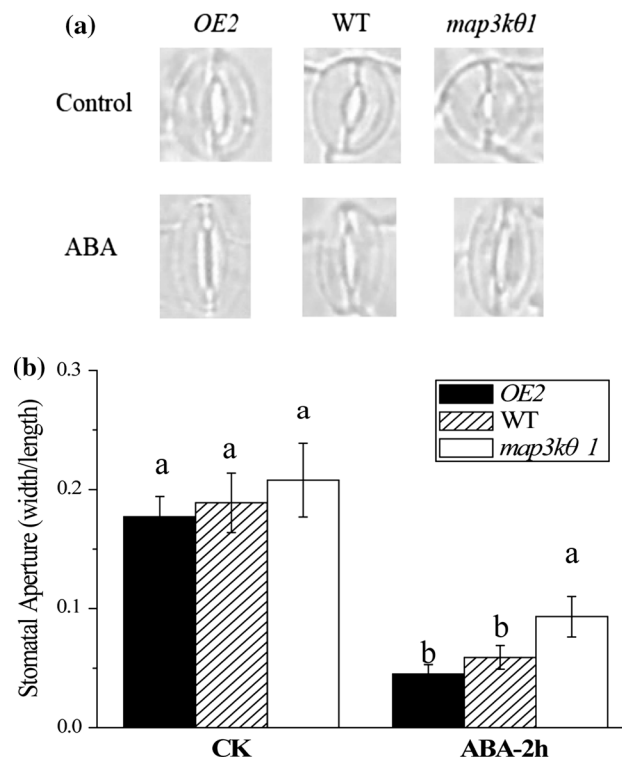 (a)
OE2 WT map3kθ1
Control
ABA
(b)
0.3
0.2
0.1
0.0
Stomatal Aperture (width/length)
OE2
WT
map3kθ 1
a a a
b b a
CK ABA-2h